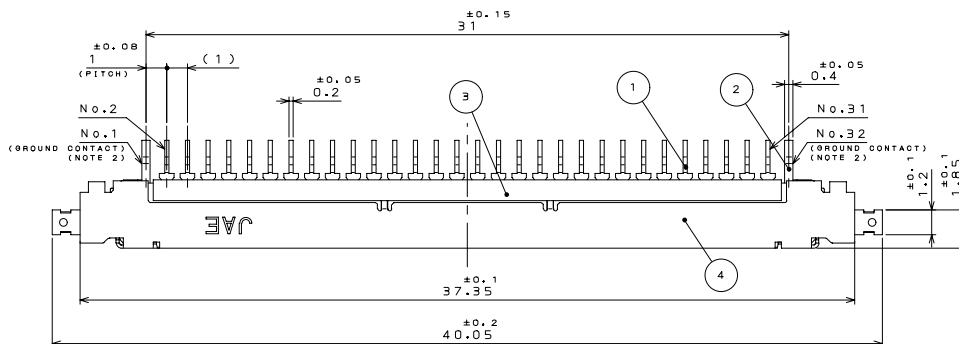 ±0.15
31
±0.08
1
(PITCH)
(1)
±0.05
0.2
±0.05
0.4
3
1
2
No.2
No.1
(GROUND CONTACT)
(NOTE 2)
No.31
No.32
(GROUND CONTACT)
(NOTE 2)
±0.1
1.2
±0.1
1.85
JAE
4
±0.1
37.35
±0.2
40.05